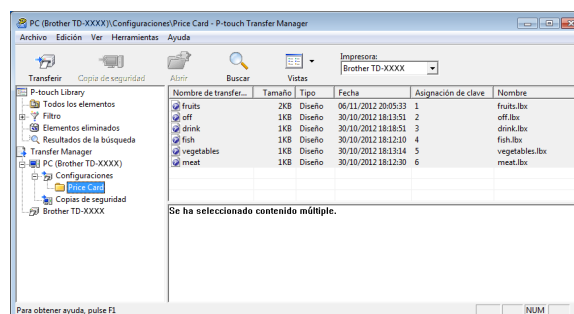 PC (Brother TD-XXXX)\Configuraciones\Price Card - P-touch Transfer Manager
Archivo Edición Ver Herramientas Ayuda
Transferir Copia de seguridad Abrir Buscar Vistas
Impresora:
Brother TD-XXXX
P-touch Library
Todos los elementos
Filtro
Elementos eliminados
Resultados de la búsqueda
Transfer Manager
PC (Brother TD-XXXX)
Configuraciones
Price Card
Copias de seguridad
Brother TD-XXXX
Nombre de transfer... Tamaño Tipo Fecha Asignación de clave Nombre
fruits 2KB Diseño 06/11/2012 20:05:33 1 fruits.lbx
off 1KB Diseño 30/10/2012 18:13:51 2 off.lbx
drink 1KB Diseño 30/10/2012 18:18:51 3 drink.lbx
fish 1KB Diseño 30/10/2012 18:12:10 4 fish.lbx
vegetables 1KB Diseño 30/10/2012 18:13:14 5 vegetables.lbx
meat 1KB Diseño 30/10/2012 18:12:30 6 meat.lbx
Se ha seleccionado contenido múltiple.
Para obtener ayuda, pulse F1
NUM